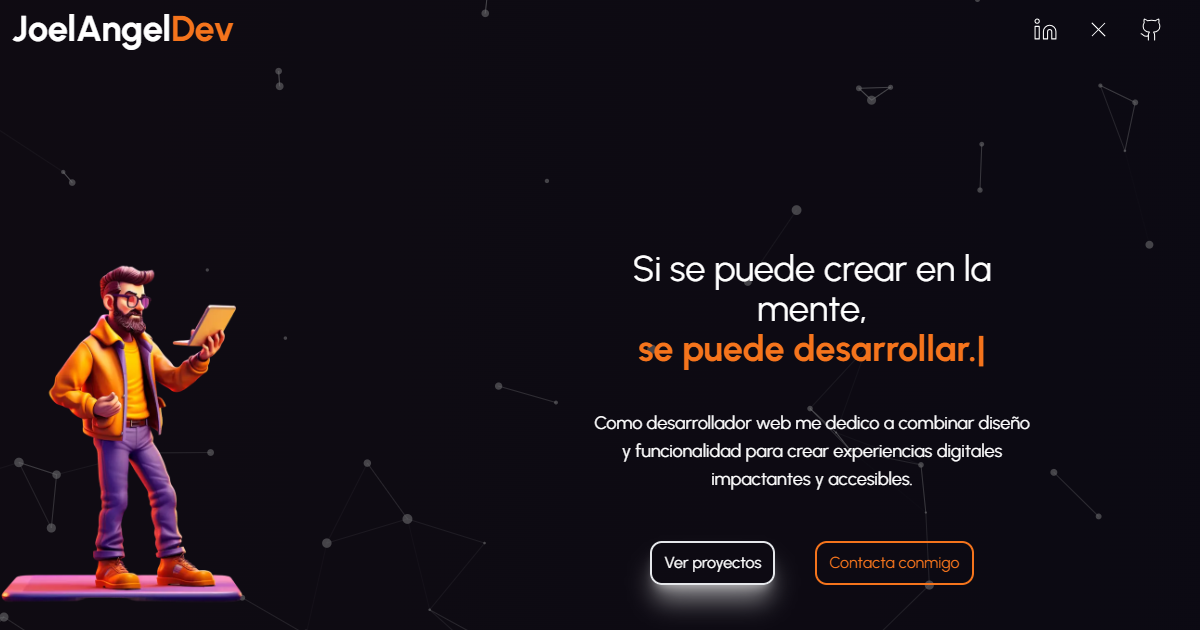 JoelAngelDev
Si se puede crear en la
mente,
se puede desarrollar.|
Como desarrollador web me dedico a combinar diseño
y funcionalidad para crear experiencias digitales
impactantes y accesibles.
Ver proyectos
Contacta conmigo